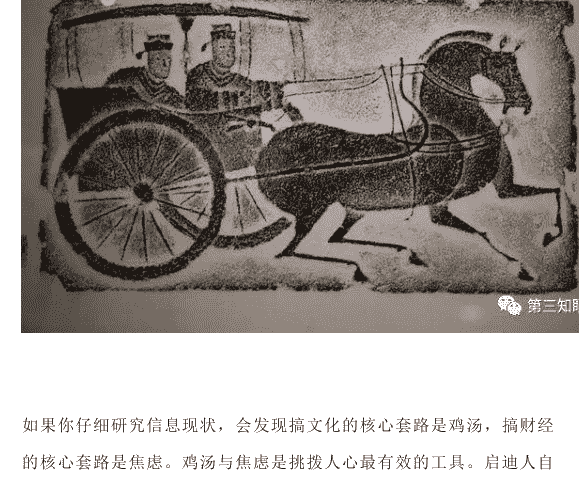 第三知
如果你仔细研究信息现状，会发现搞文化的核心套路是鸡汤，搞财经
的核心套路是焦虑。鸡汤与焦虑是挑拨人心最有效的工具。启迪人自